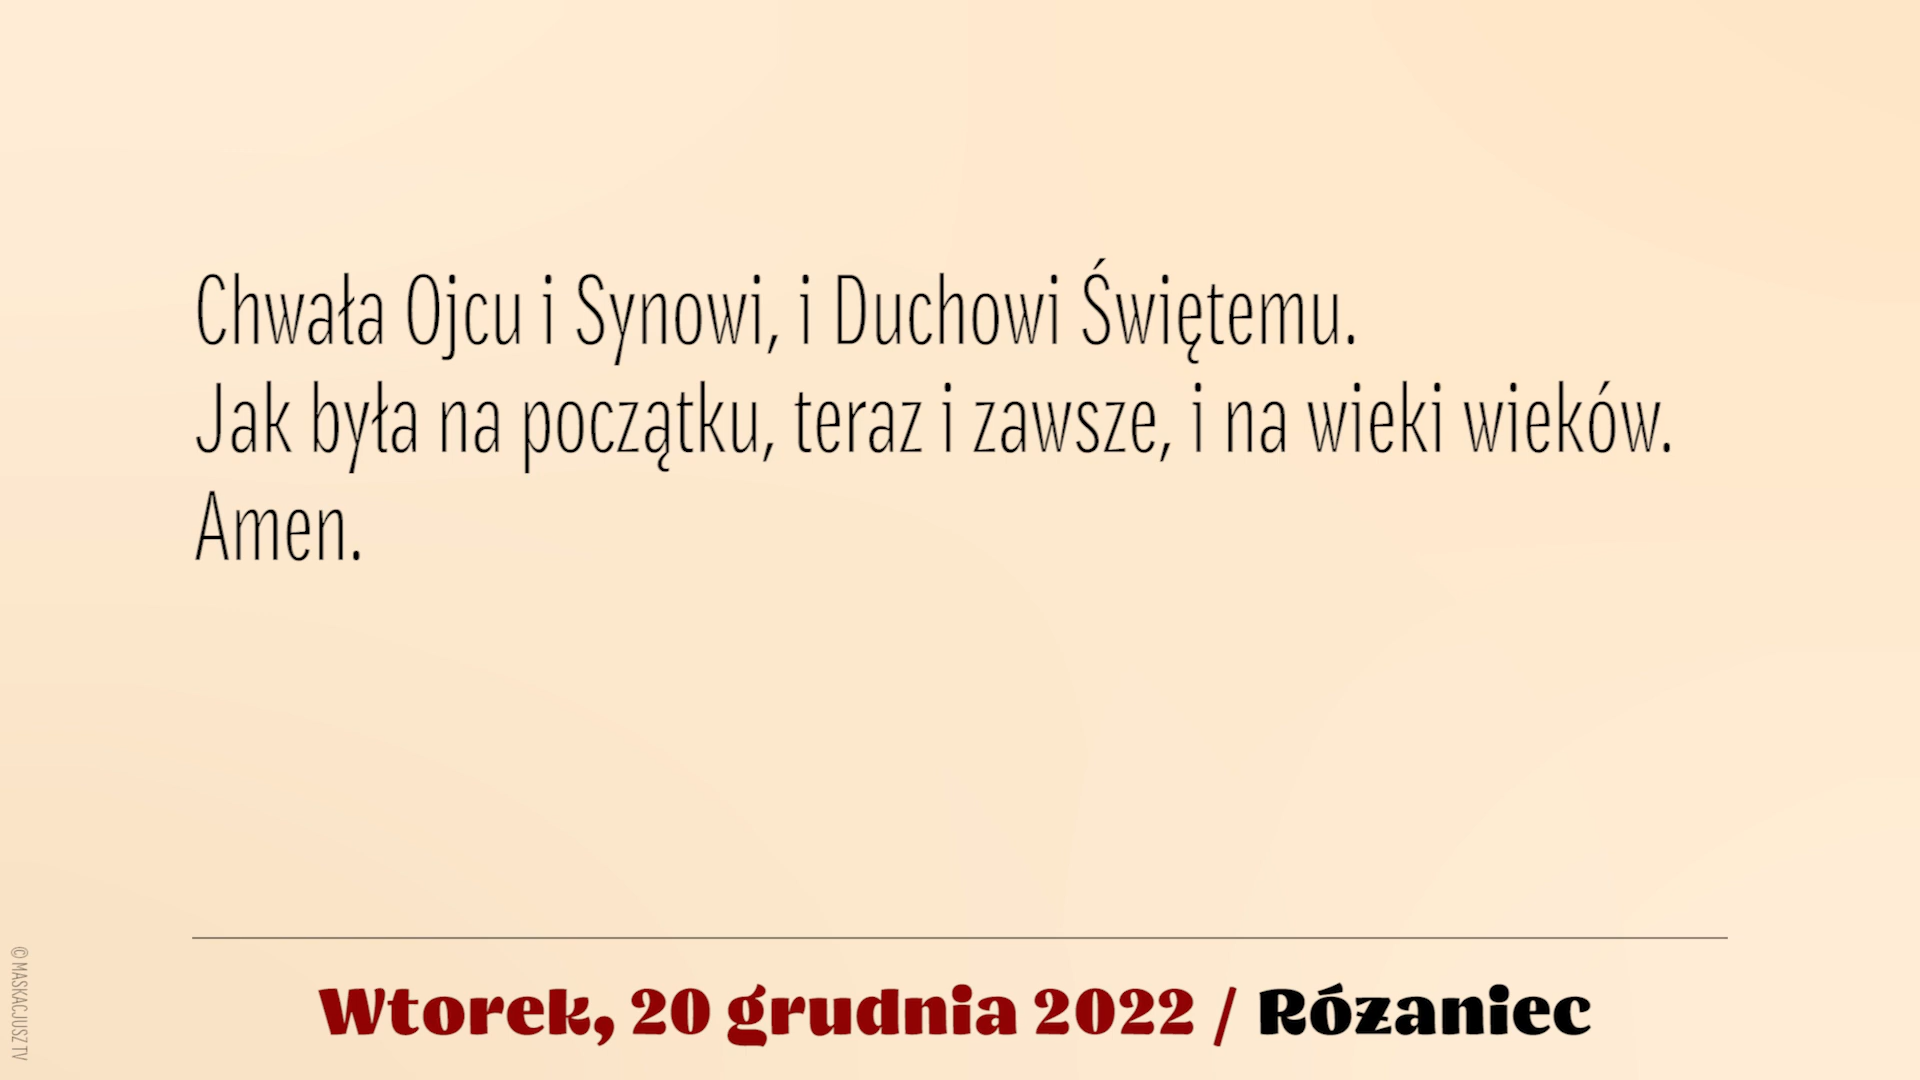 Chwała Ojcu i Synowi, i Duchowi Świętemu.
Jak była na początku, teraz i zawsze, i na wieki wieków.
Amen.
Wtorek, 20 grudnia 2022 / Róƶaniec
© MASKACJUSZ TV